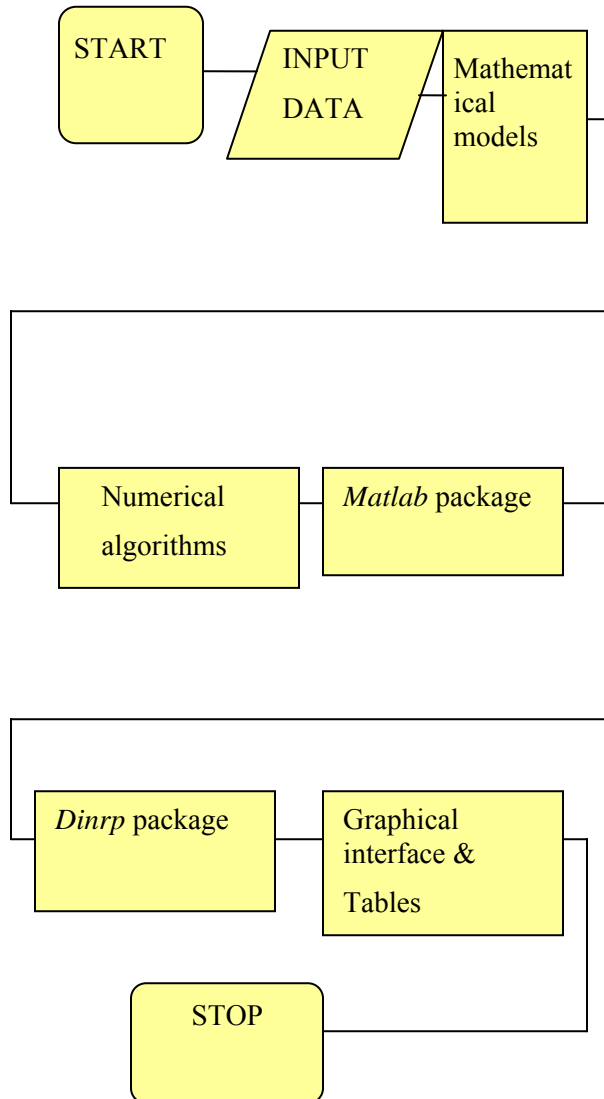 START
INPUT
DATA
Mathemat
ical
models
Numerical
algorithms
Matlab package
Dinrp package
Graphical
interface &
Tables
STOP